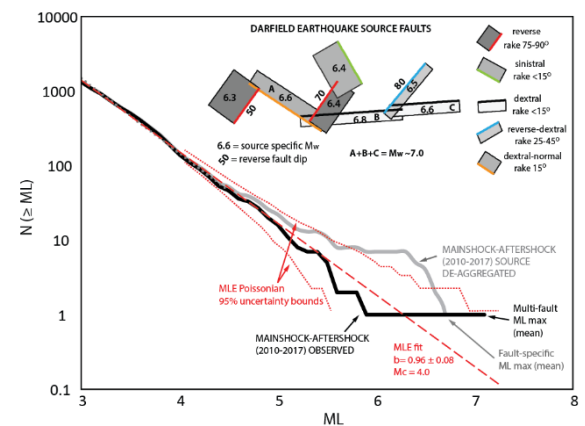 DARFIELD EARTHQUAKE SOURCE FAULTS
reverse
rake 75-90°
sinistral
rake <15°
dextral
rake <15°
reverse-dextral
rake 25-45°
dextral-normal
rake 15°
6.3
50
A
6.6
70
6.4
6.4
80
6.5
6.8
B
6.6
C
6.6 = source specific Mw
50 = reverse fault dip
A+B+C = Mw ~7.0
10000
1000
100
10
1
0.1
N (≥ ML)
MAINSHOCK-AFTERSHOCK
(2010-2017) SOURCE
DE-AGGREGATED
MLE Poissonian
95% uncertainty bounds
MAINSHOCK-AFTERSHOCK
(2010-2017) OBSERVED
MLE fit
b= 0.96 ± 0.08
Mc = 4.0
Multi-fault
ML max
(mean)
Fault-specific
ML max (mean)
3
4
5
6
7
8
ML